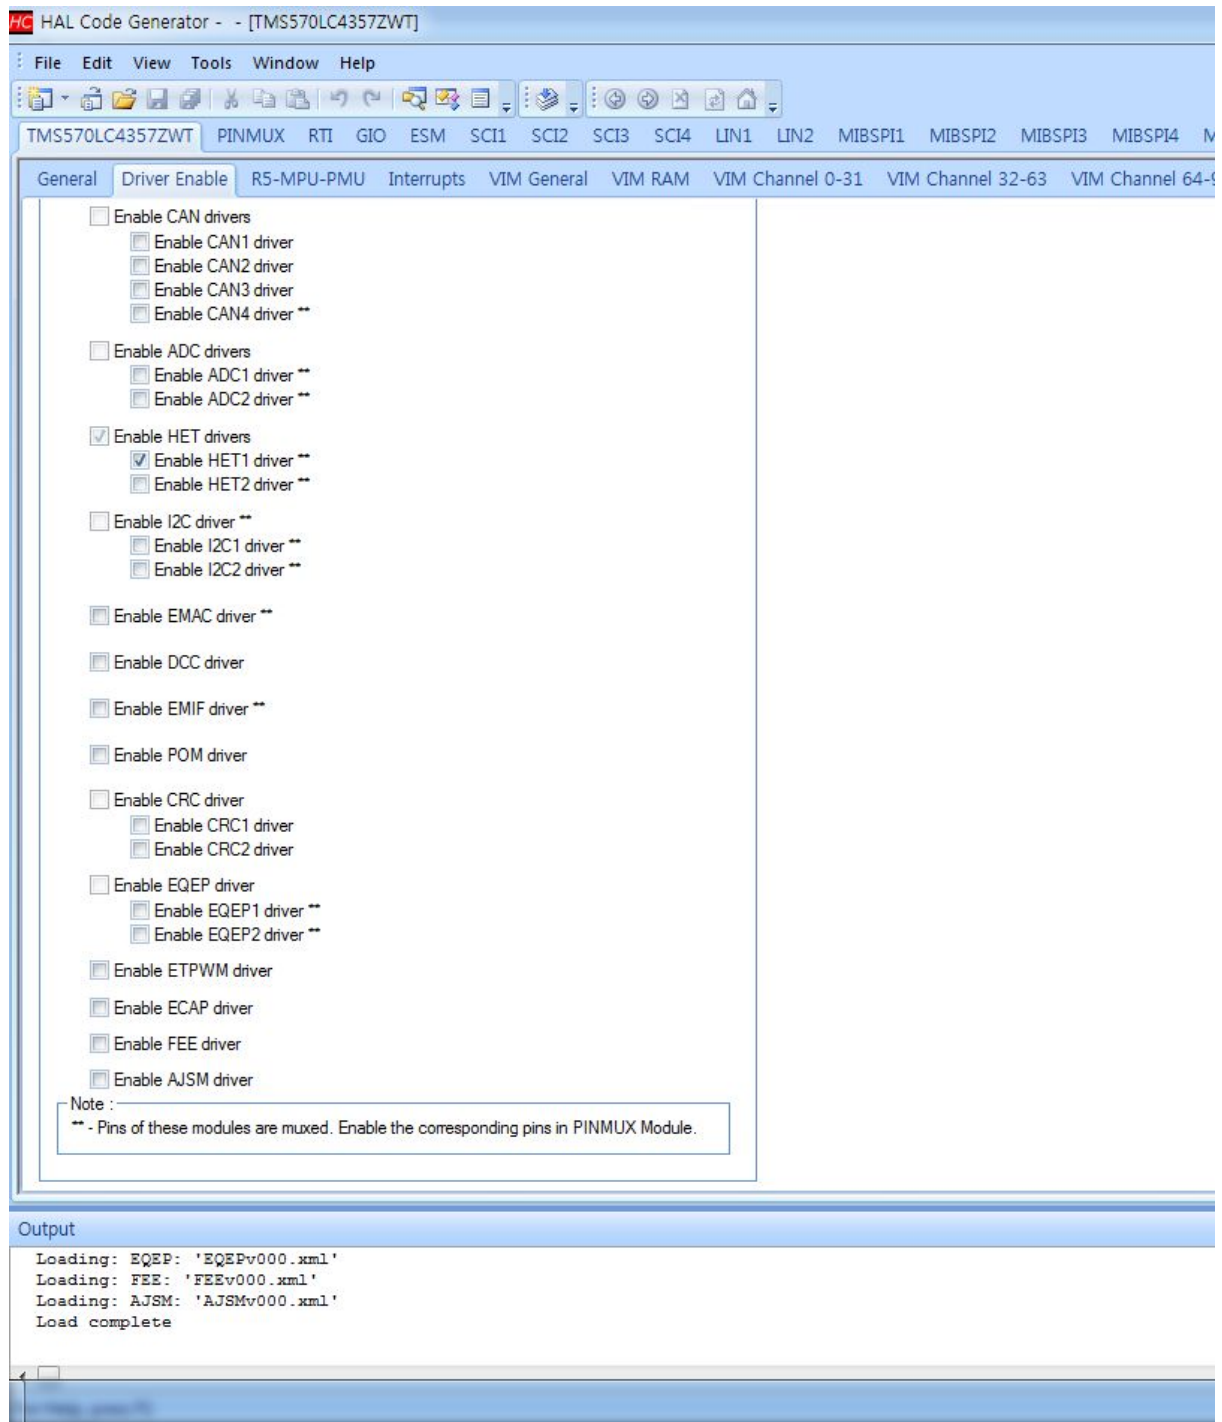 HC HAL Code Generator - - [TMS570LC4357ZWT]
File Edit View Tools Window Help
TMS570LC4357ZWT PINMUX RTI GIO ESM SCI1 SCI2 SCI3 SCI4 LIN1 LIN2 MIBSPI1 MIBSPI2 MIBSPI3 MIBSPI4 M
General Driver Enable R5-MPU-PMU Interrupts VIM General VIM RAM VIM Channel 0-31 VIM Channel 32-63 VIM Channel 64-9
Enable CAN drivers
Enable CAN1 driver
Enable CAN2 driver
Enable CAN3 driver
Enable CAN4 driver **
Enable ADC drivers
Enable ADC1 driver **
Enable ADC2 driver **
Enable HET drivers
Enable HET1 driver **
Enable HET2 driver **
Enable I2C driver **
Enable I2C1 driver **
Enable I2C2 driver **
Enable EMAC driver **
Enable DCC driver
Enable EMIF driver **
Enable POM driver
Enable CRC driver
Enable CRC1 driver
Enable CRC2 driver
Enable EQEP driver
Enable EQEP1 driver **
Enable EQEP2 driver **
Enable ETPWM driver
Enable ECAP driver
Enable FEE driver
Enable AJSM driver
Note :
** - Pins of these modules are muxed. Enable the corresponding pins in PINMUX Module.
Output
Loading: EQEP: 'EQEPv000.xml'
Loading: FEE: 'FEEv000.xml'
Loading: AJSM: 'AJSMv000.xml'
Load complete